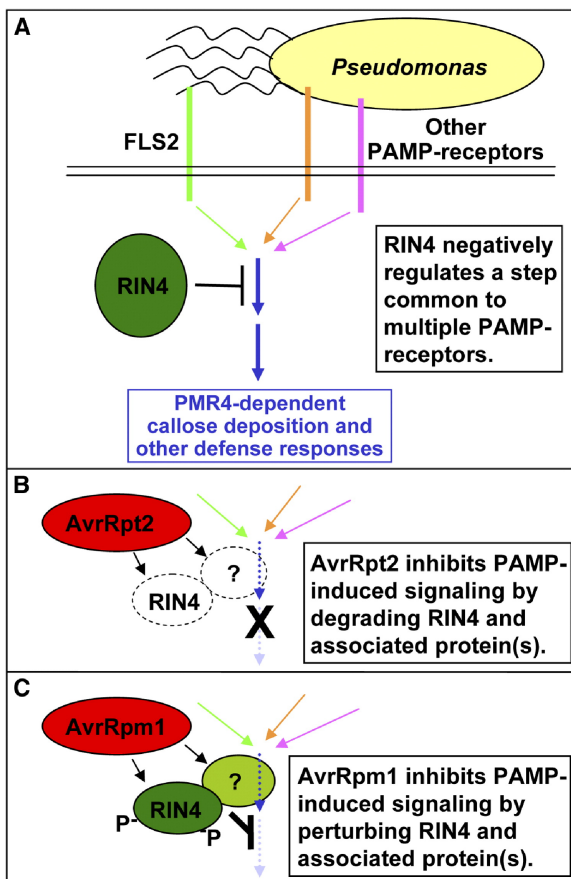 A
Pseudomonas
FLS2
Other
PAMP-receptors
RIN4
RIN4 negatively
regulates a step
common to
multiple PAMP-
receptors.
PMR4-dependent
callose deposition and
other defense responses
B
AvrRpt2
?
RIN4
X
AvrRpt2 inhibits PAMP-
induced signaling by
degrading RIN4 and
associated protein(s).
C
AvrRpm1
?
RIN4
P-
-P
AvrRpm1 inhibits PAMP-
induced signaling by
perturbing RIN4 and
associated protein(s).